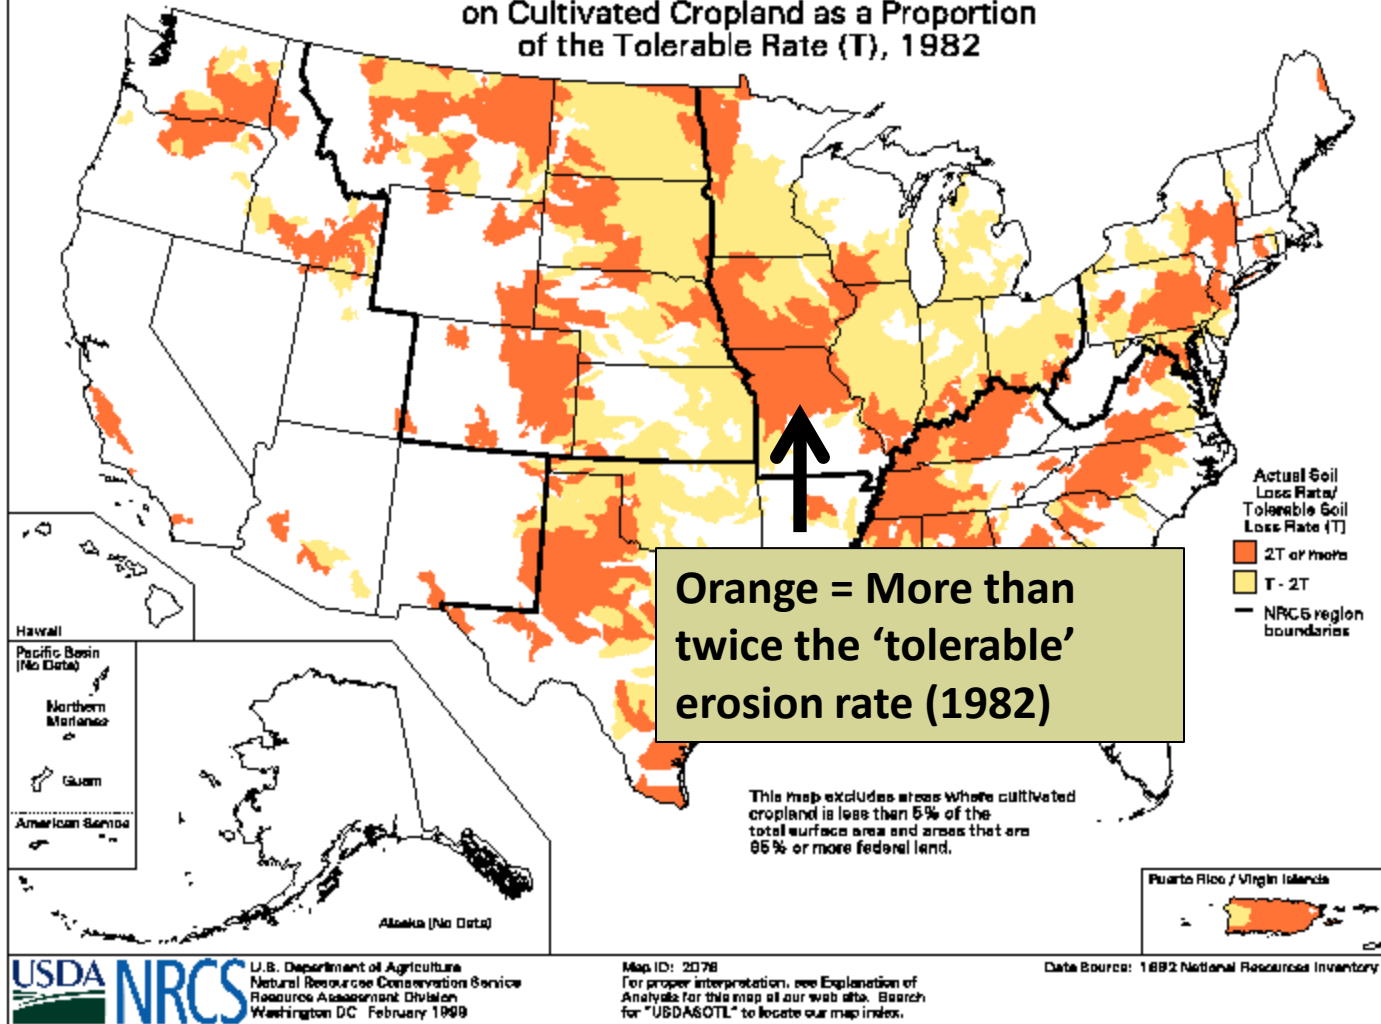 on Cultivated Cropland as a Proportion
of the Tolerable Rate (T), 1982
Actual Soil
Loss Rate/
Tolerable Soil
Loss Rate (T)
2T or more
T - 2T
NRCS region
boundaries
Orange = More than
twice the ‘tolerable’
erosion rate (1982)
Hawaii
Pacific Basin
(No Data)
Northern
Marianas
Guam
American Samoa
Alaska (No Data)
This map excludes areas where cultivated
cropland is less than 5% of the
total surface area and areas that are
95% or more federal land.
Puerto Rico / Virgin Islands
USDA
NRCS
U.S. Department of Agriculture
Natural Resources Conservation Service
Resource Assessment Division
Washington DC February 1999
Map ID: 2076
For proper interpretation, see Explanation of
Analysis for this map at our web site. Search
for "USDA SOTL" to locate our map index.
Data Source: 1992 National Resources Inventory